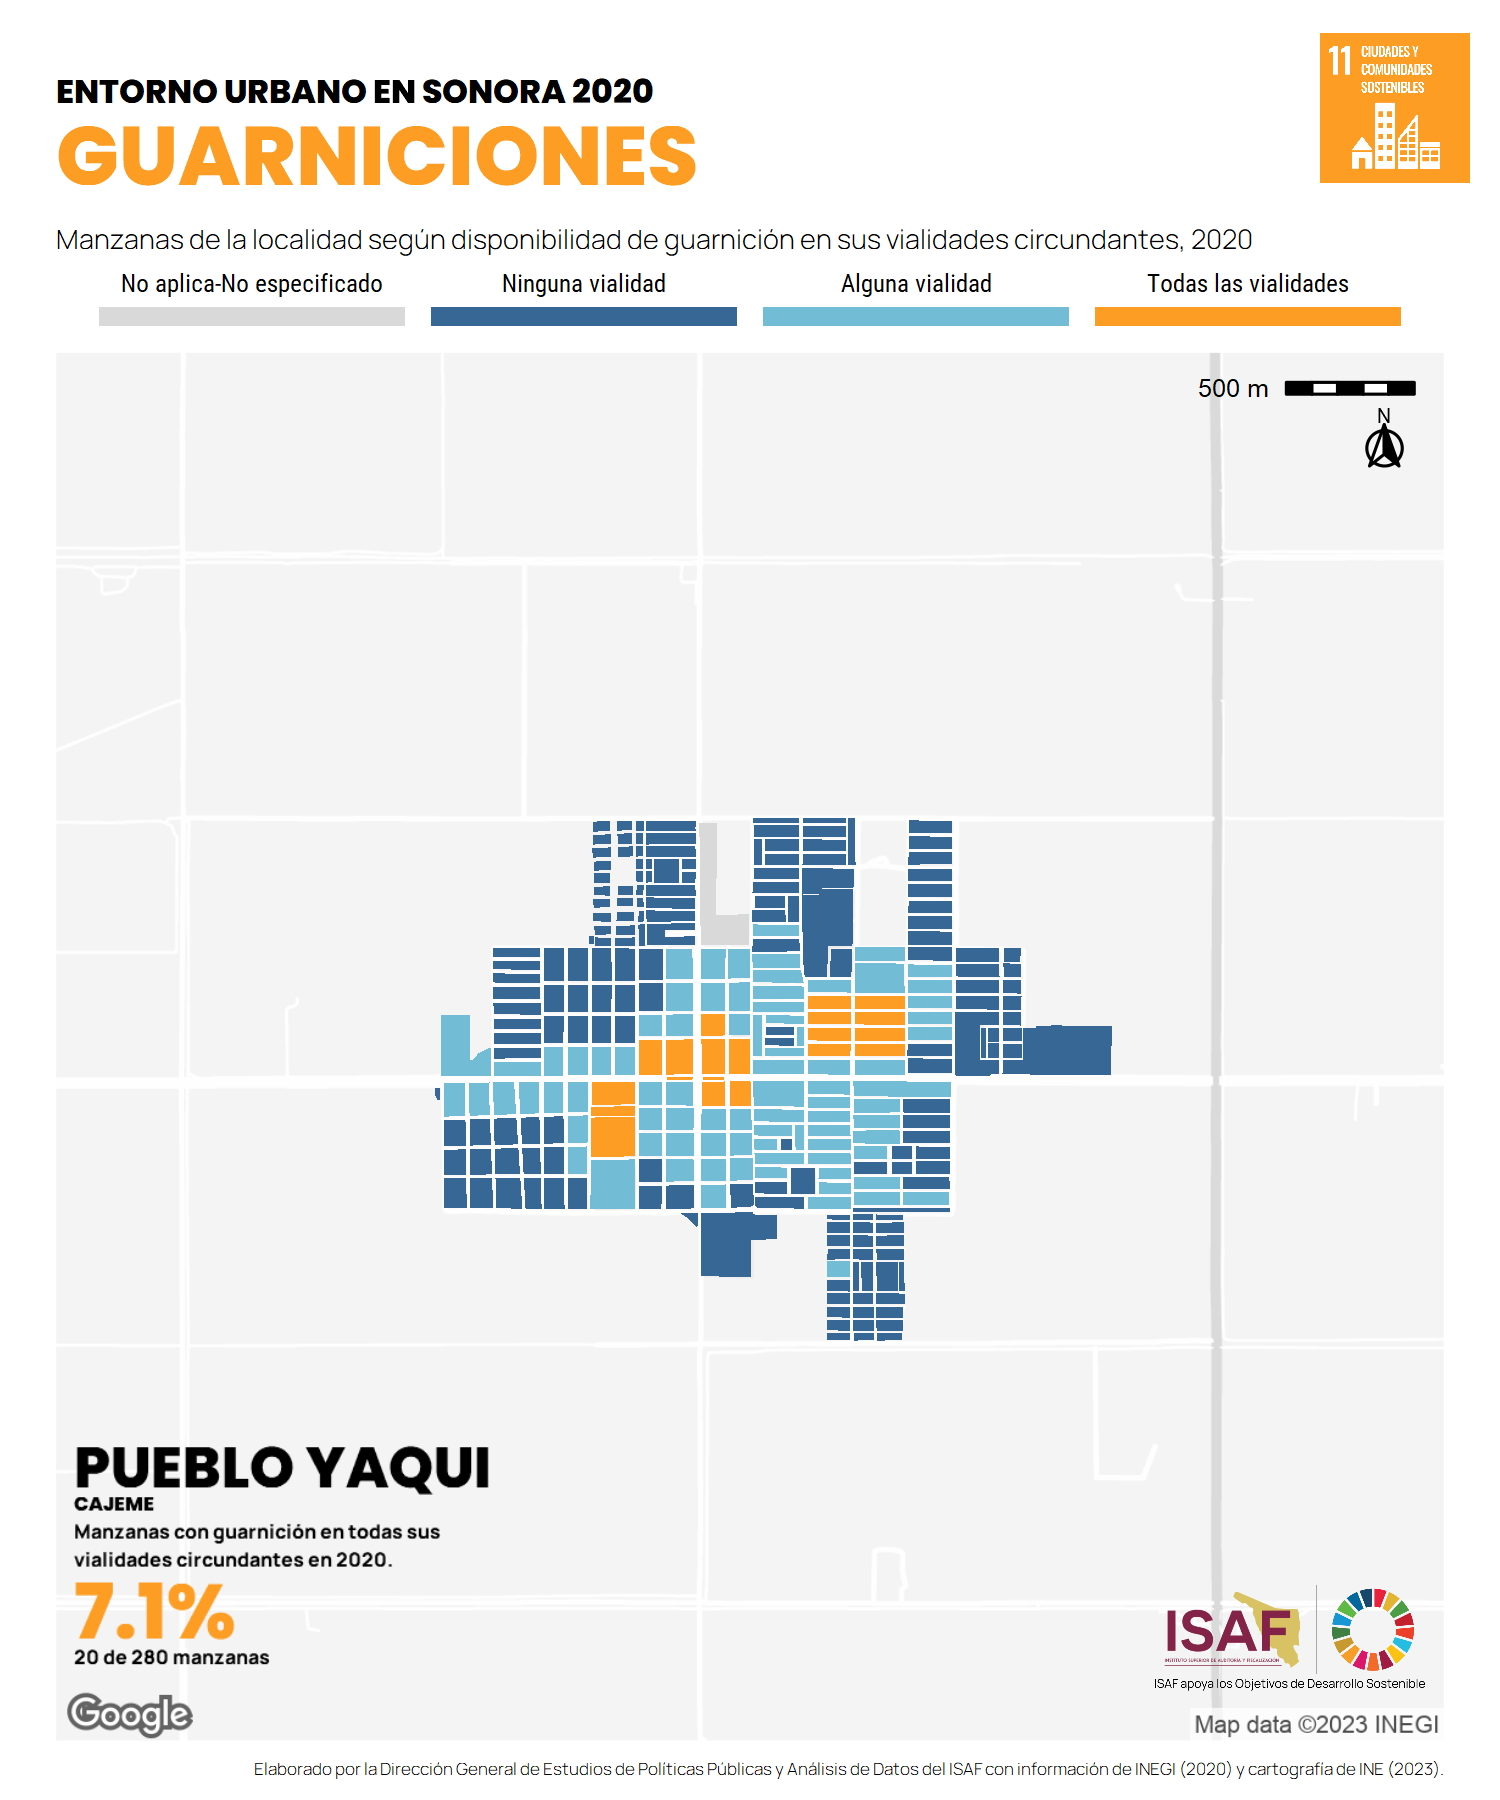 11 CIUDADES Y
COMUNIDADES
SOSTENIBLES
ENTORNO URBANO EN SONORA 2020
GUARNICIONES
Manzanas de la localidad según disponibilidad de guarnición en sus vialidades circundantes, 2020
No aplica-No especificado
Ninguna vialidad
Alguna vialidad
Todas las vialidades
500 m
N
PUEBLO YAQUI
CAJEME
Manzanas con guarnición en todas sus
vialidades circundantes en 2020.
7.1%
20 de 280 manzanas
Google
ISAF
INSTITUTO SUPERIOR DE AUDITORÍA Y FISCALIZACIÓN
ISAF apoya los Objetivos de Desarrollo Sostenible
Map data ©2023 INEGI
Elaborado por la Dirección General de Estudios de Políticas Públicas y Análisis de Datos del ISAF con información de INEGI (2020) y cartografía de INE (2023).